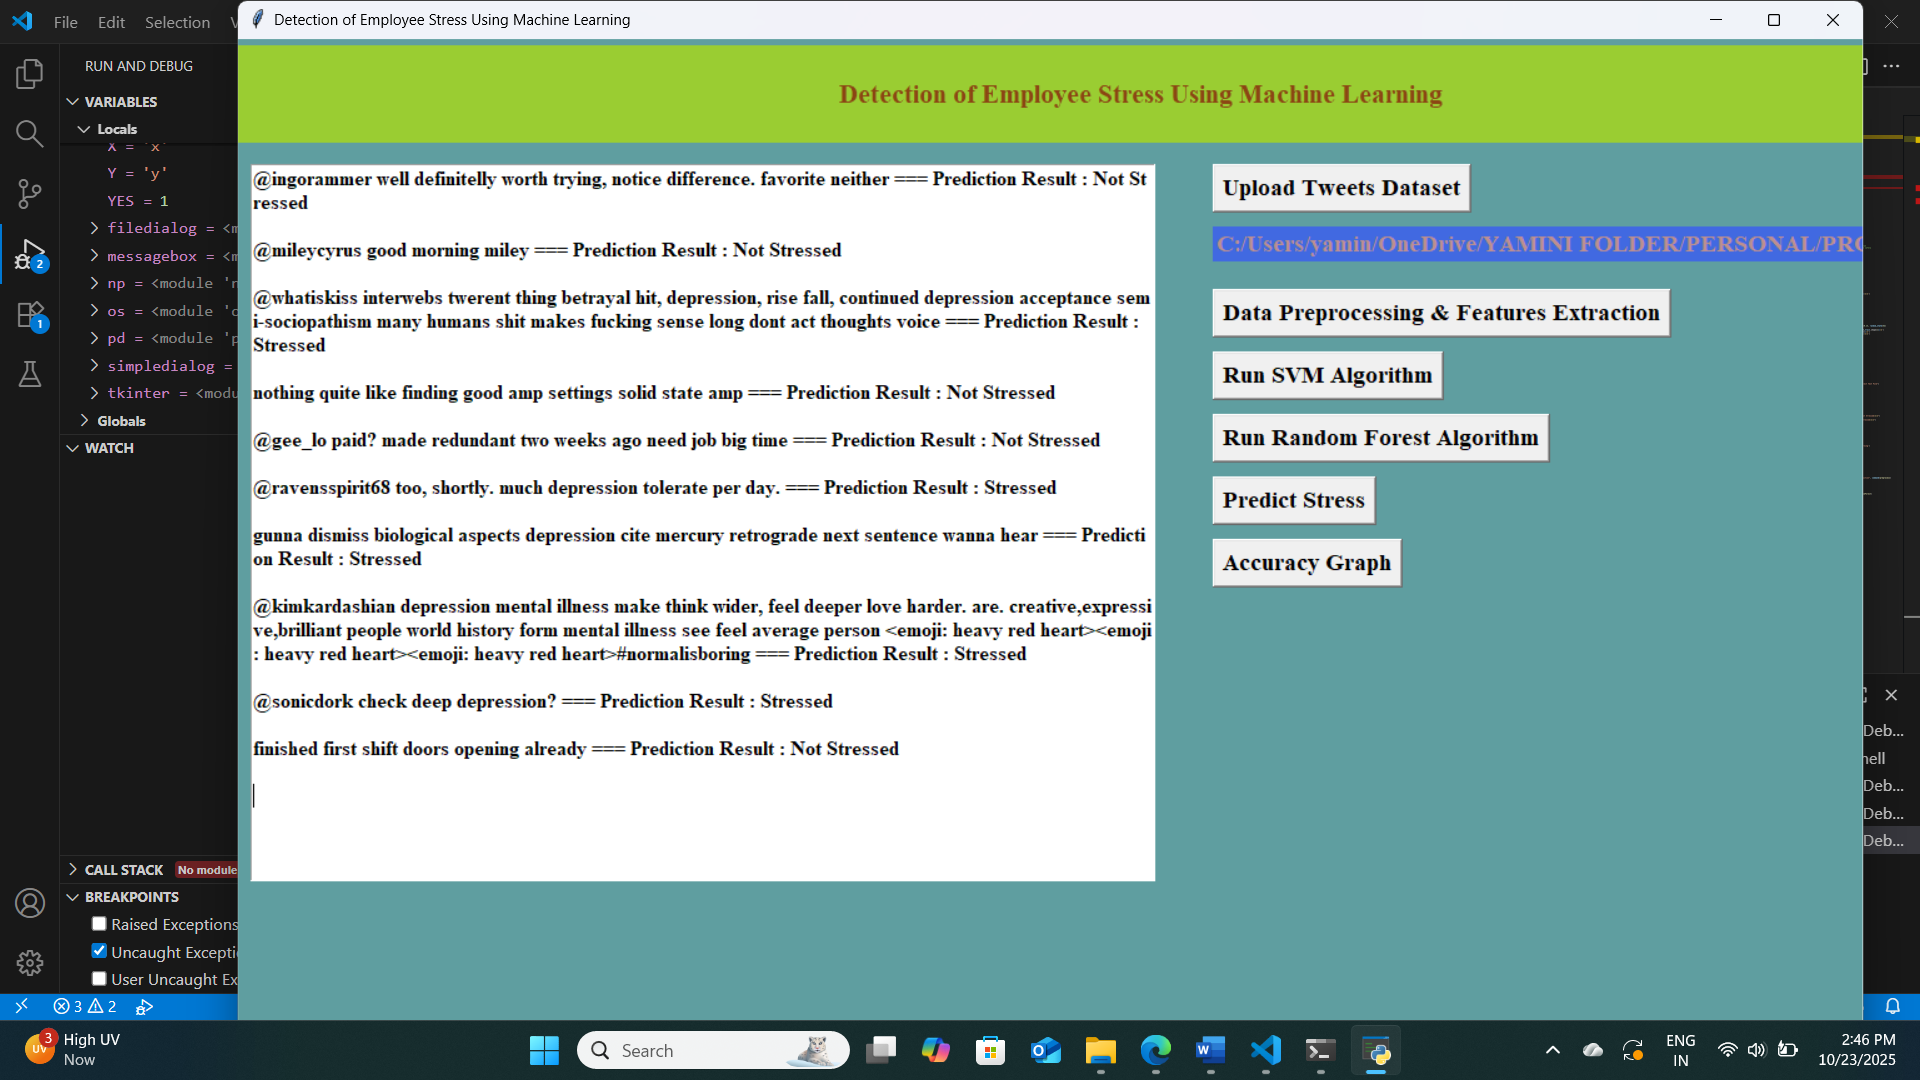 File Edit Selection
Detection of Employee Stress Using Machine Learning
RUN AND DEBUG
VARIABLES
Locals
X = 'x'
Y = 'y'
YES = 1
filedialog =
messagebox =
np = <module
os = <module
pd = <module
simpledialog =
tkinter =
Globals
WATCH
CALL STACK No module
BREAKPOINTS
Raised Exceptions
Uncaught
User Uncaught
2
1
3 2
Detection of Employee Stress Using Machine Learning
@ingorammer well definitelly worth trying, notice difference. favorite neither === Prediction Result : Not St
ressed
@mileycyrus good morning miley === Prediction Result : Not Stressed
@whatiskiss interwebs twerent thing betrayal hit, depression, rise fall, continued depression acceptance sem
i-sociopathism many humans shit makes fucking sense long dont act thoughts voice === Prediction Result :
Stressed
nothing quite like finding good amp settings solid state amp === Prediction Result : Not Stressed
@gee_lo paid? made redundant two weeks ago need job big time === Prediction Result : Not Stressed
@ravensspirit68 too, shortly. much depression tolerate per day. === Prediction Result : Stressed
gunna dismiss biological aspects depression cite mercury retrograde next sentence wanna hear === Predicti
on Result : Stressed
@kimkardashian depression mental illness make think wider, feel deeper love harder. are. creative,expressi
ve,brilliant people world history form mental illness see feel average person <emoji: heavy red heart><emoji
: heavy red heart><emoji: heavy red heart>#normalisboring === Prediction Result : Stressed
@sonicdork check deep depression? === Prediction Result : Stressed
finished first shift doors opening already === Prediction Result : Not Stressed
Upload Tweets Dataset
C:/Users/yamin/OneDrive/YAMINI FOLDER/PERSONAL/
Data Preprocessing & Features Extraction
Run SVM Algorithm
Run Random Forest Algorithm
Predict Stress
Accuracy Graph
Deb...
Deb...
Deb...
Deb...
3
UV
High UV
Now
Search
ENG
IN
2:46 PM
10/23/2025